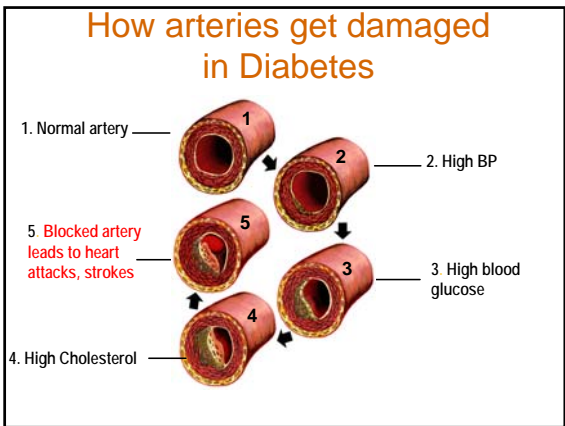 How arteries get damaged
in Diabetes
1. Normal artery
1
2
2. High BP
5. Blocked artery
leads to heart
attacks, strokes
5
3
3. High blood
glucose
4
4. High Cholesterol